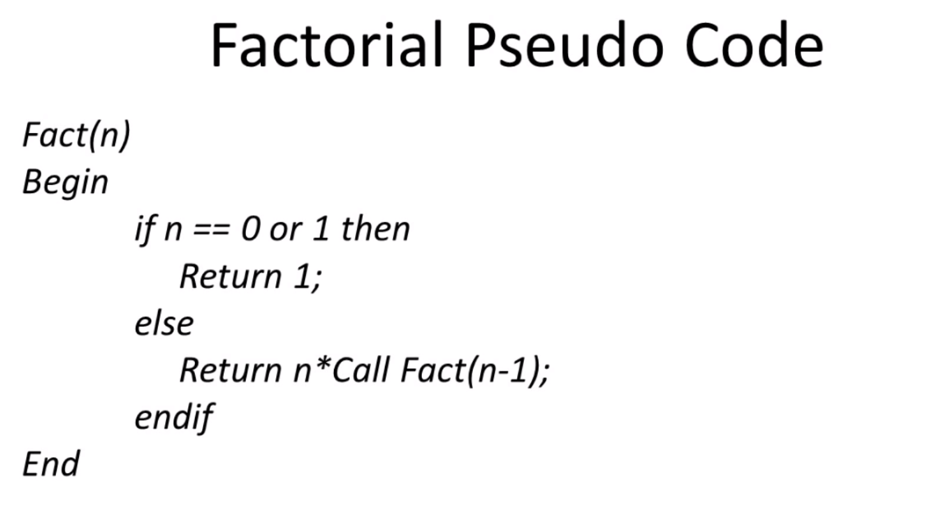 Factorial Pseudo Code
Fact(n)
Begin
if n == 0 or 1 then
Return 1;
else
Return n*Call Fact(n-1);
endif
End